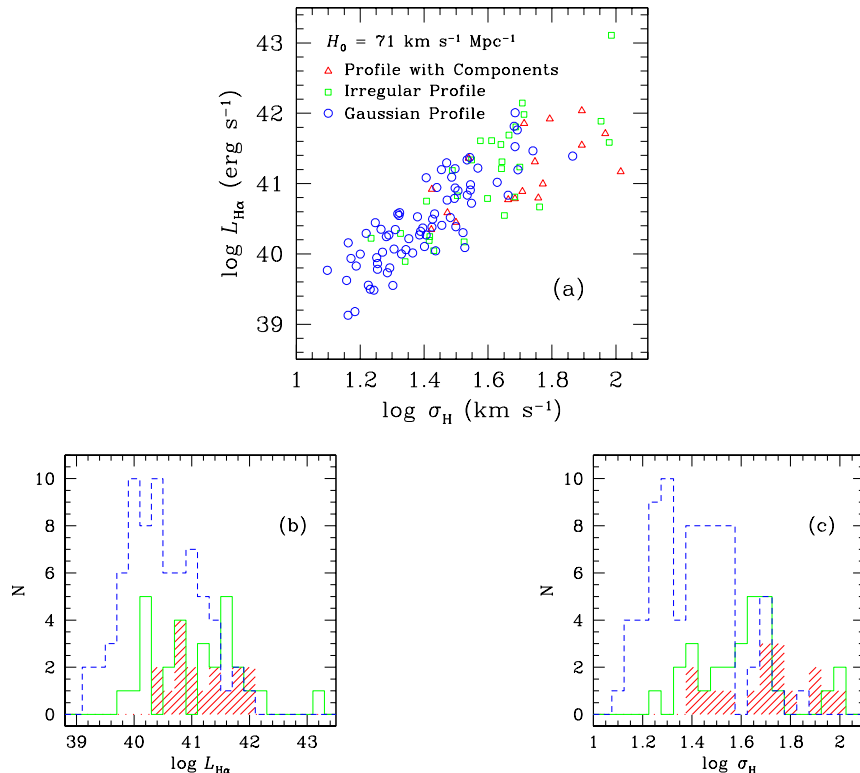 H₀ = 71 km s⁻¹ Mpc⁻¹
Profile with Components
Irregular Profile
Gaussian Profile
43
42
41
40
39
log L_Hα (erg s⁻¹)
(a)
1 1.2 1.4 1.6 1.8 2
log σ_H (km s⁻¹)
10
8
6
4
2
0
N
(b)
39 40 41 42 43
log L_Hα
10
8
6
4
2
0
N
(c)
1 1.2 1.4 1.6 1.8 2
log σ_H